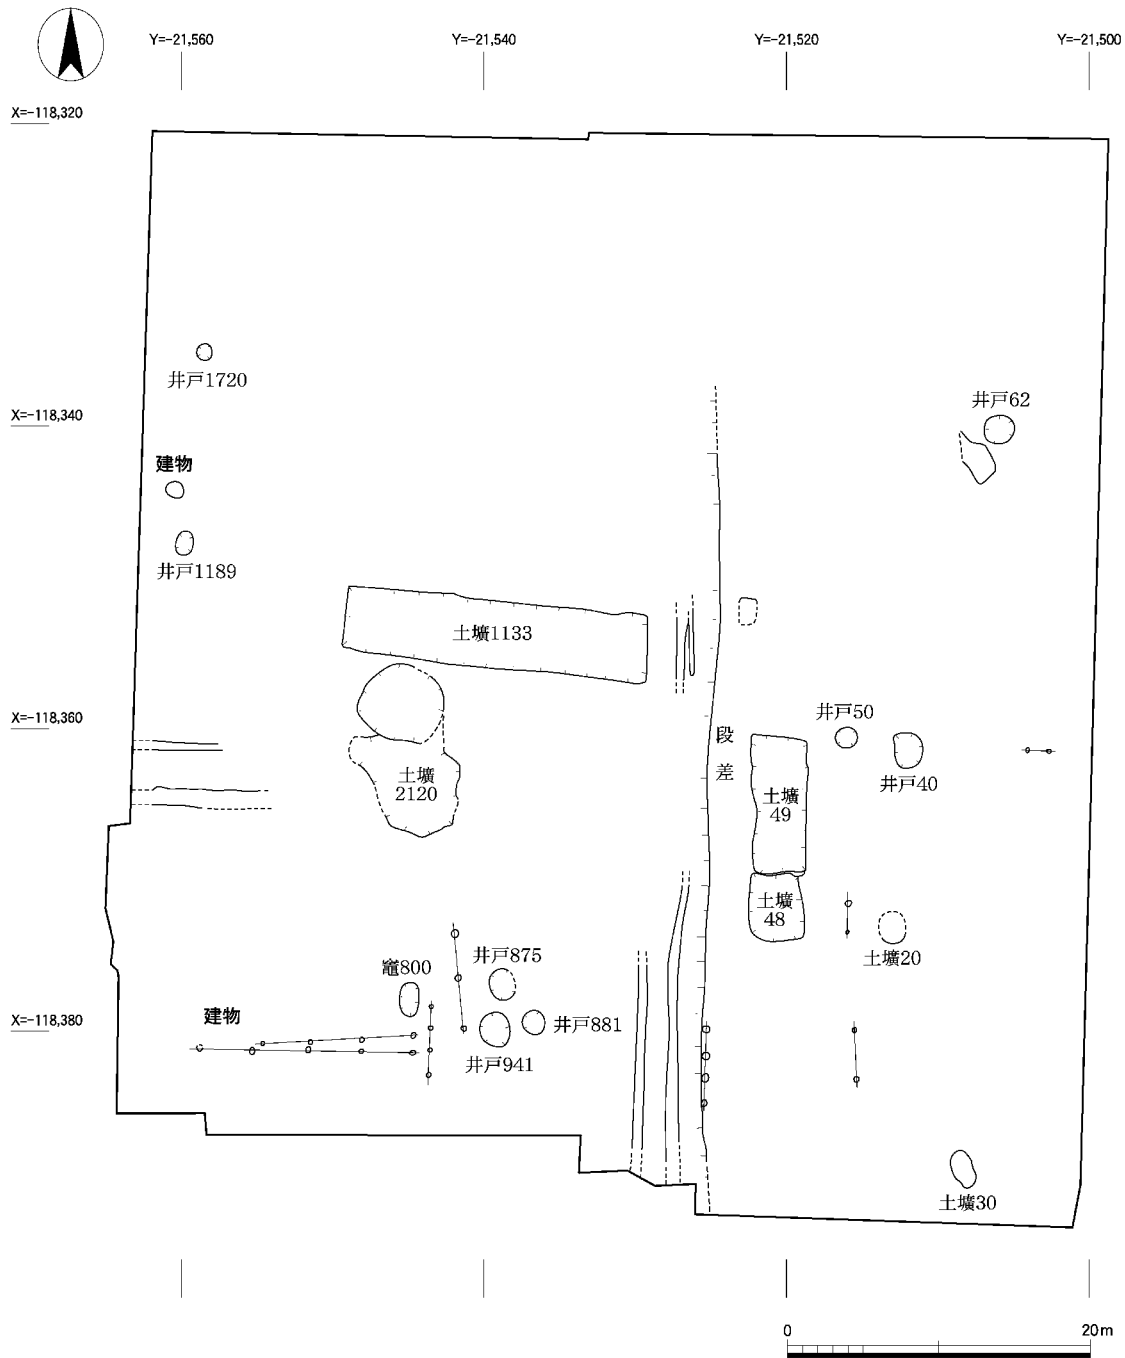 Y=-21,560
Y=-21,540
Y=-21,520
Y=-21,500
X=-118,320
井戸1720
井戸62
X=-118,340
建物
井戸1189
土壙1133
井戸50
X=-118,360
段
差
井戸40
土壙
2120
土壙
49
土壙
48
土壙20
井戸875
竈800
建物
X=-118,380
井戸881
井戸941
土壙30
0
20m